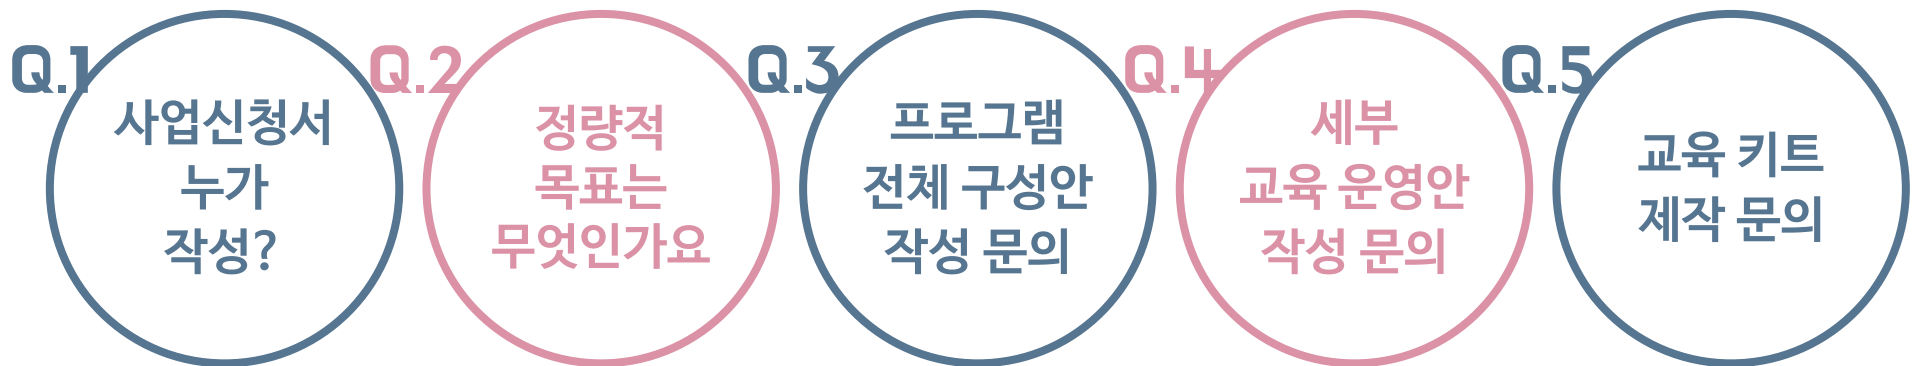 Q.1
사업신청서
누가
작성?
Q.2
정량적
목표는
무엇인가요
Q.3
프로그램
전체 구성안
작성 문의
Q.4
세부
교육 운영안
작성 문의
Q.5
교육 키트
제작 문의